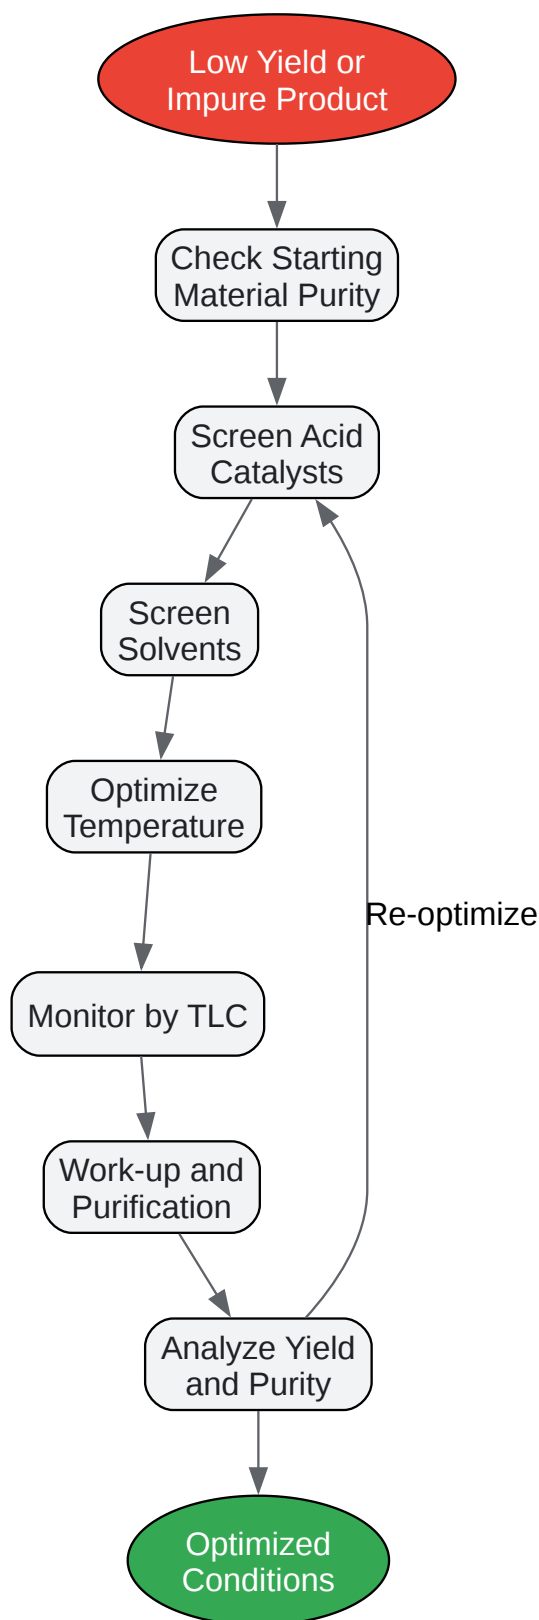 Low Yield or
Impure Product
Check Starting
Material Purity
Screen Acid
Catalysts
Screen
Solvents
Optimize
Temperature
Re-optimize
Monitor by TLC
Work-up and
Purification
Analyze Yield
and Purity
Optimized
Conditions